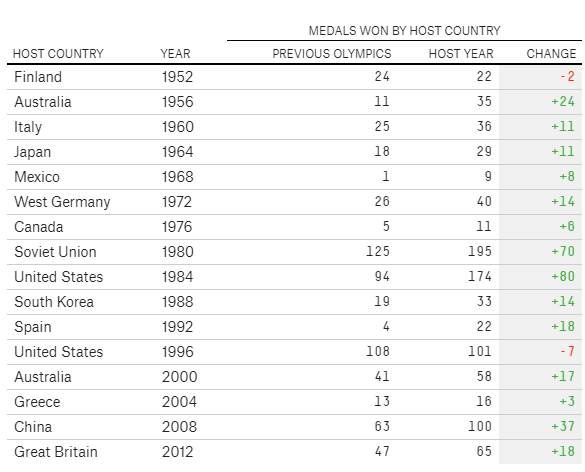 MEDALS WON BY HOST COUNTRY
HOST COUNTRY YEAR PREVIOUS OLYMPICS HOST YEAR CHANGE
Finland 1952 24 22 -2
Australia 1956 11 35 +24
Italy 1960 25 36 +11
Japan 1964 18 29 +11
Mexico 1968 1 9 +8
West Germany 1972 26 40 +14
Canada 1976 5 11 +6
Soviet Union 1980 125 195 +70
United States 1984 94 174 +80
South Korea 1988 19 33 +14
Spain 1992 4 22 +18
United States 1996 108 101 -7
Australia 2000 41 58 +17
Greece 2004 13 16 +3
China 2008 63 100 +37
Great Britain 2012 47 65 +18